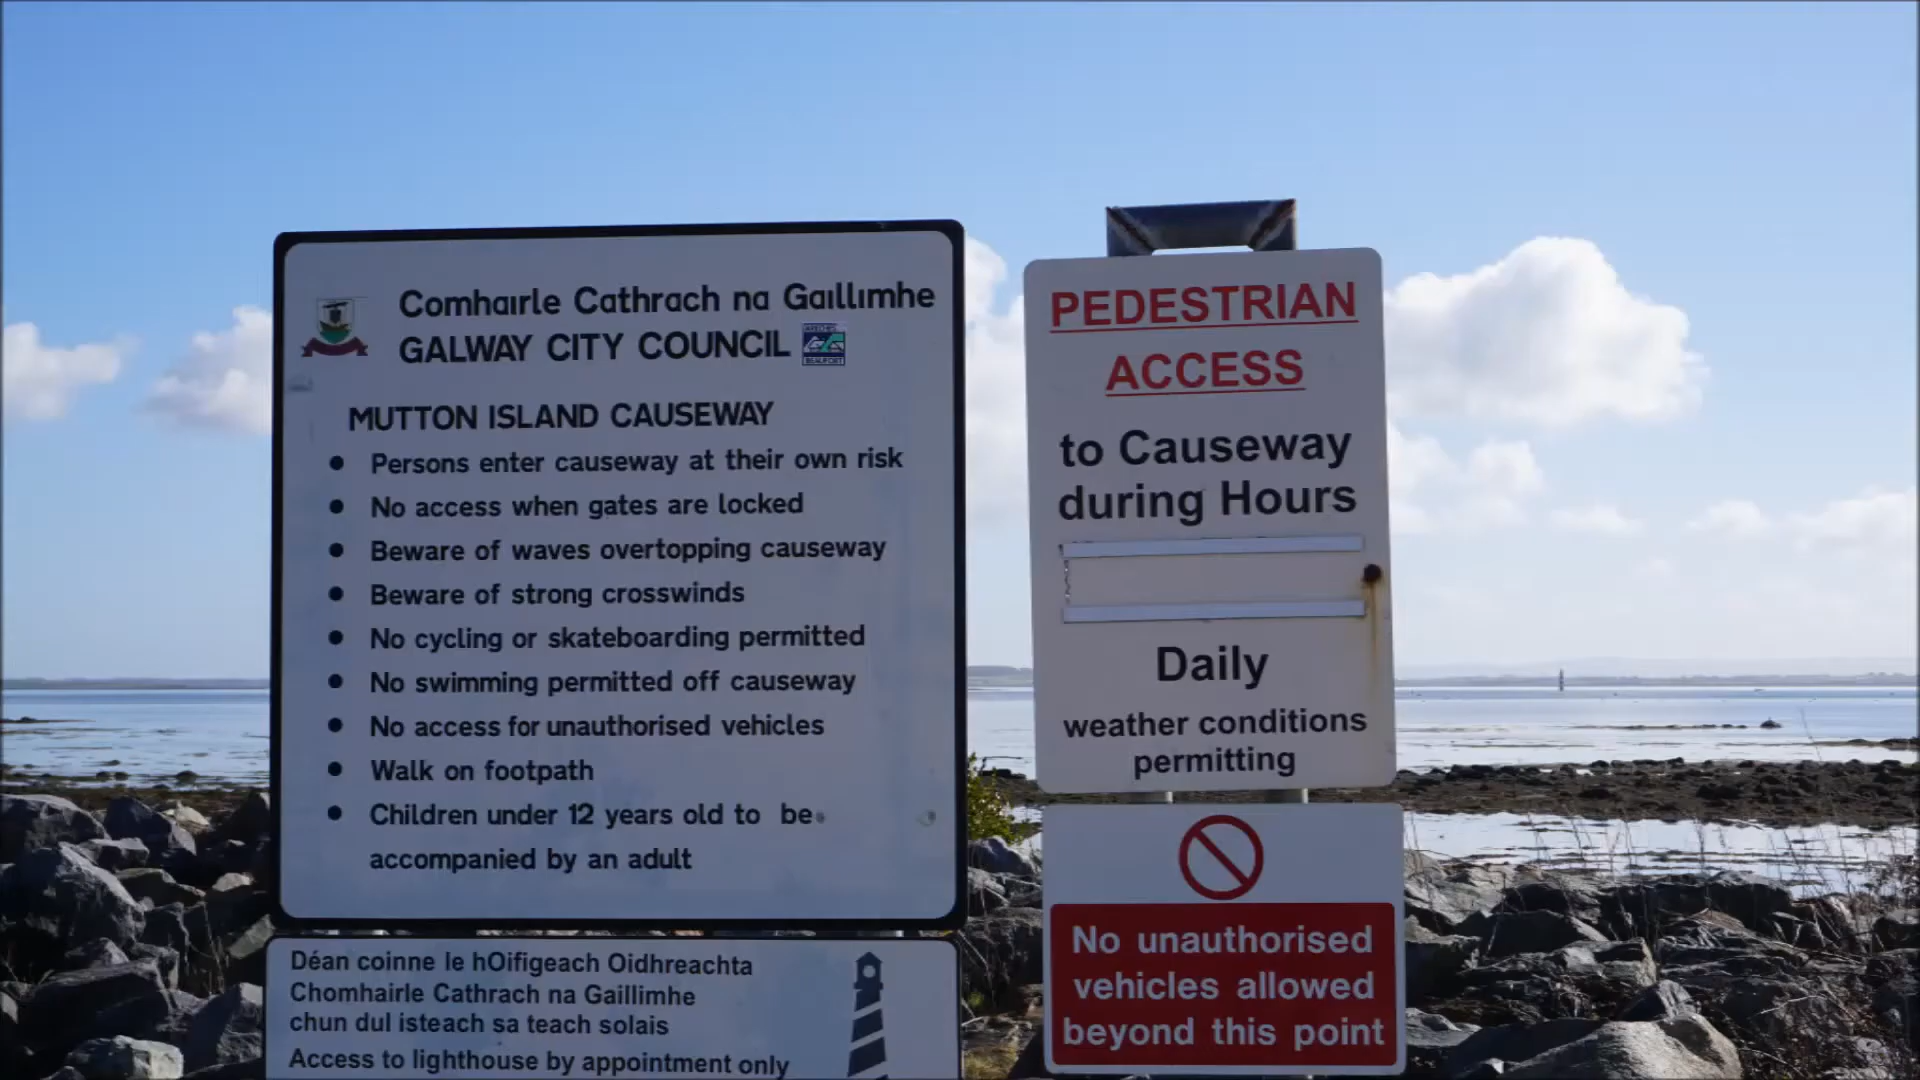 Comhairle Cathrach na Gaillimhe
GALWAY CITY COUNCIL
MUTTON ISLAND CAUSEWAY
• Persons enter causeway at their own risk
• No access when gates are locked
• Beware of waves overtopping causeway
• Beware of strong crosswinds
• No cycling or skateboarding permitted
• No swimming permitted off causeway
• No access for unauthorised vehicles
• Walk on footpath
• Children under 12 years old to be
accompanied by an adult
Déan coinne le hOifigeach Oidhreachta
Chomhairle Cathrach na Gaillimhe
chun dul isteach sa teach solais
Access to lighthouse by appointment only
PEDESTRIAN
ACCESS
to Causeway
during Hours
Daily
weather conditions
permitting
No unauthorised
vehicles allowed
beyond this point